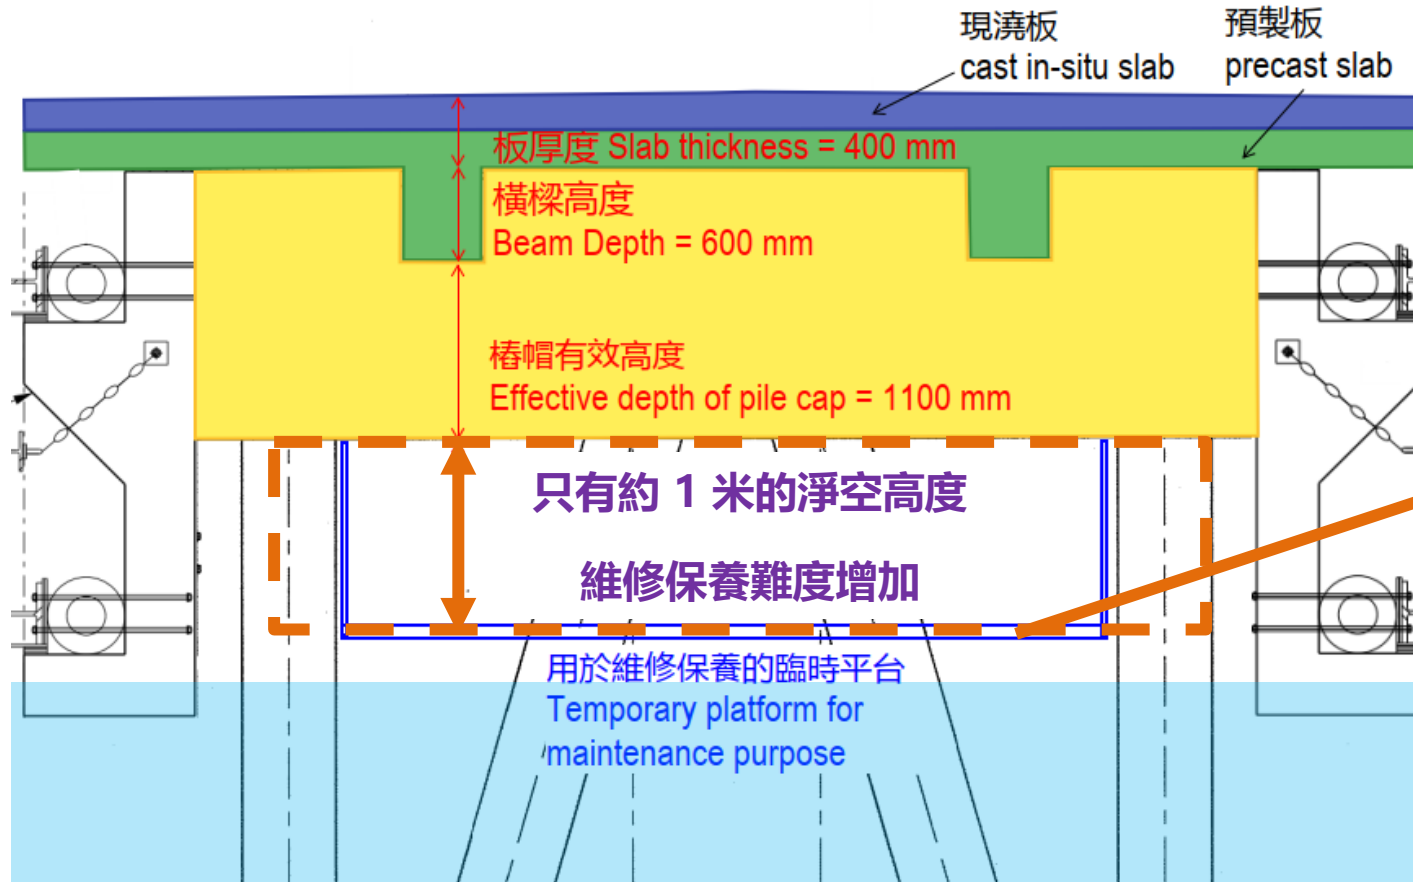 現澆板
cast in-situ slab
預製板
precast slab
板厚度 Slab thickness = 400 mm
橫樑高度
Beam Depth = 600 mm
樁帽有效高度
Effective depth of pile cap = 1100 mm
只有約 1 米的淨空高度
維修保養難度增加
用於維修保養的臨時平台
Temporary platform for
maintenance purpose